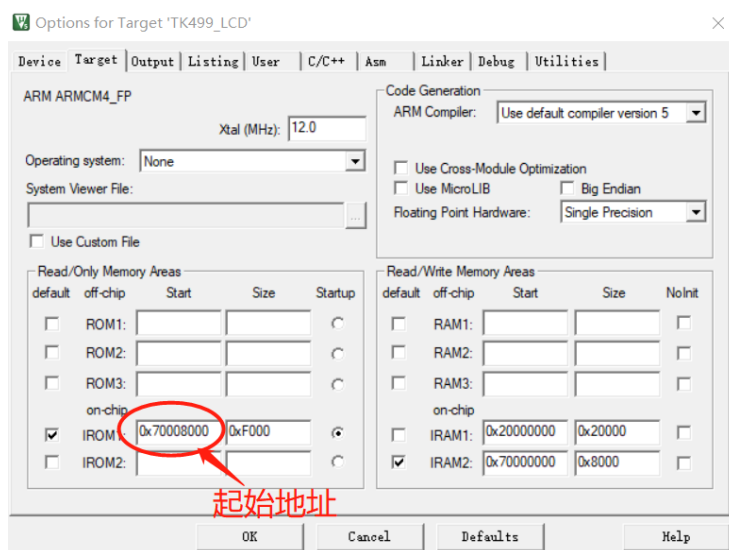 Options for Target 'TK499_LCD'
Device Target Output Listing User C/C++ Asm Linker Debug Utilities
ARM ARMCM4_FP
Xtal (MHz): 12.0
Operating system: None
System Viewer File:
...
Use Custom File
Code Generation
ARM Compiler: Use default compiler version 5
Use Cross-Module Optimization
Use MicroLIB Big Endian
Floating Point Hardware: Single Precision
Read/Only Memory Areas
default off-chip Start Size Startup
ROM1:
ROM2:
ROM3:
on-chip
IROM1: 0x70008000 0xF000
IROM2:
起始地址
Read/Write Memory Areas
default off-chip Start Size NoInit
RAM1:
RAM2:
RAM3:
on-chip
IRAM1: 0x20000000 0x20000
IRAM2: 0x70000000 0x8000
OK Cancel Defaults Help